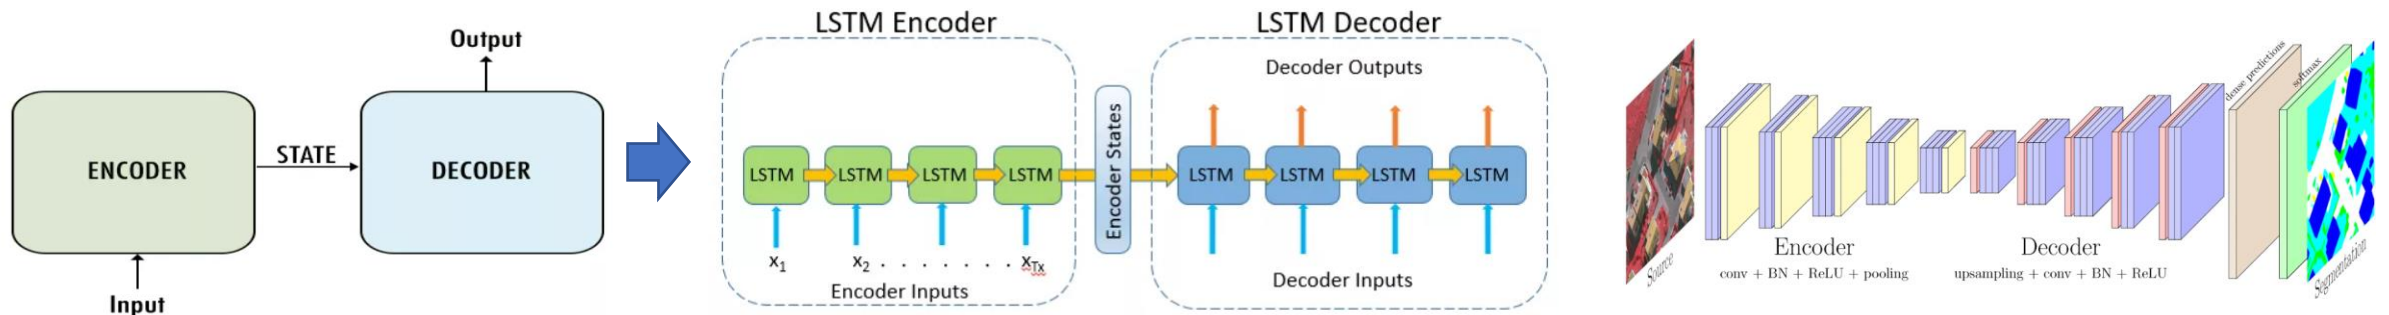 Output
ENCODER
STATE
DECODER
Input
LSTM Encoder
LSTM Decoder
Decoder Outputs
LSTM LSTM LSTM LSTM
Encoder States
LSTM LSTM LSTM LSTM
x1 x2 . . . . . . . xTx
Encoder Inputs
Decoder Inputs
Source
Encoder
conv + BN + ReLU + pooling
Decoder
upsampling + conv + BN + ReLU
dense predictions
softmax
Segmentation